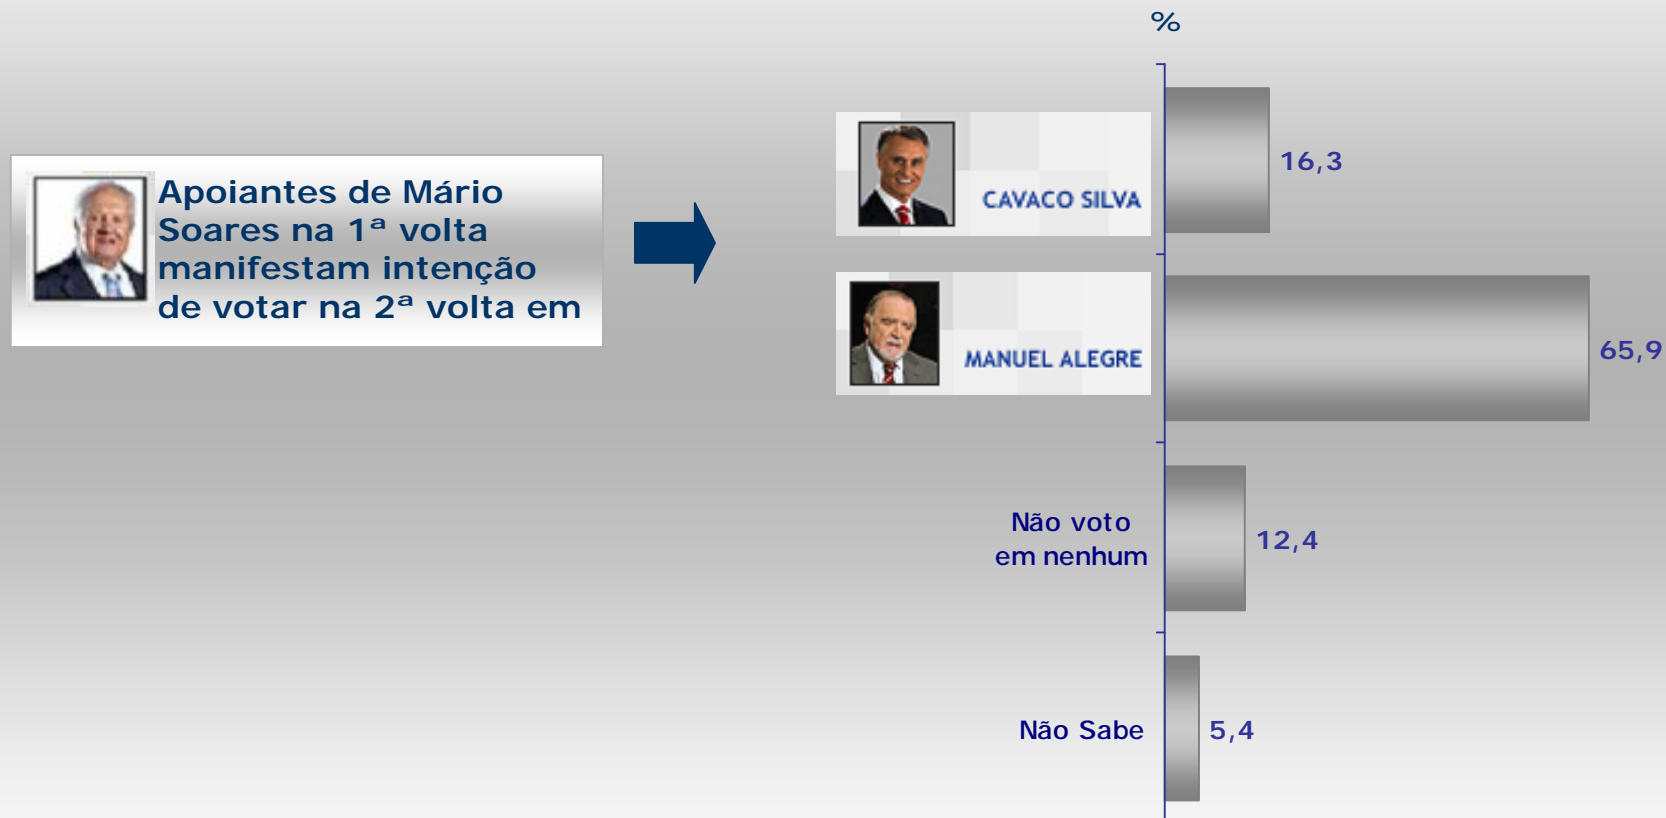 %
Apoiantes de Mário
Soares na 1ª volta
manifestam intenção
de votar na 2ª volta em
CAVACO SILVA
16,3
MANUEL ALEGRE
65,9
Não voto
em nenhum
12,4
Não Sabe
5,4